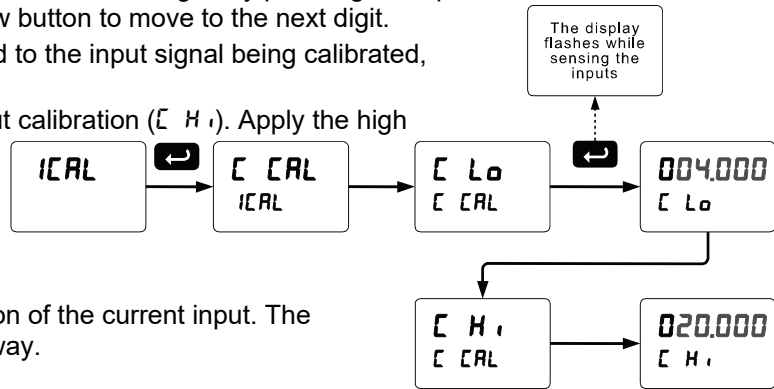 w button to move to the next digit.
d to the input signal being calibrated,
The display
flashes while
sensing the
inputs
ut calibration (C Hi). Apply the high
ICAL
C CAL
ICAL
C Lo
C CAL
004.000
C Lo
on of the current input. The
way.
C Hi
C CAL
020.000
C Hi